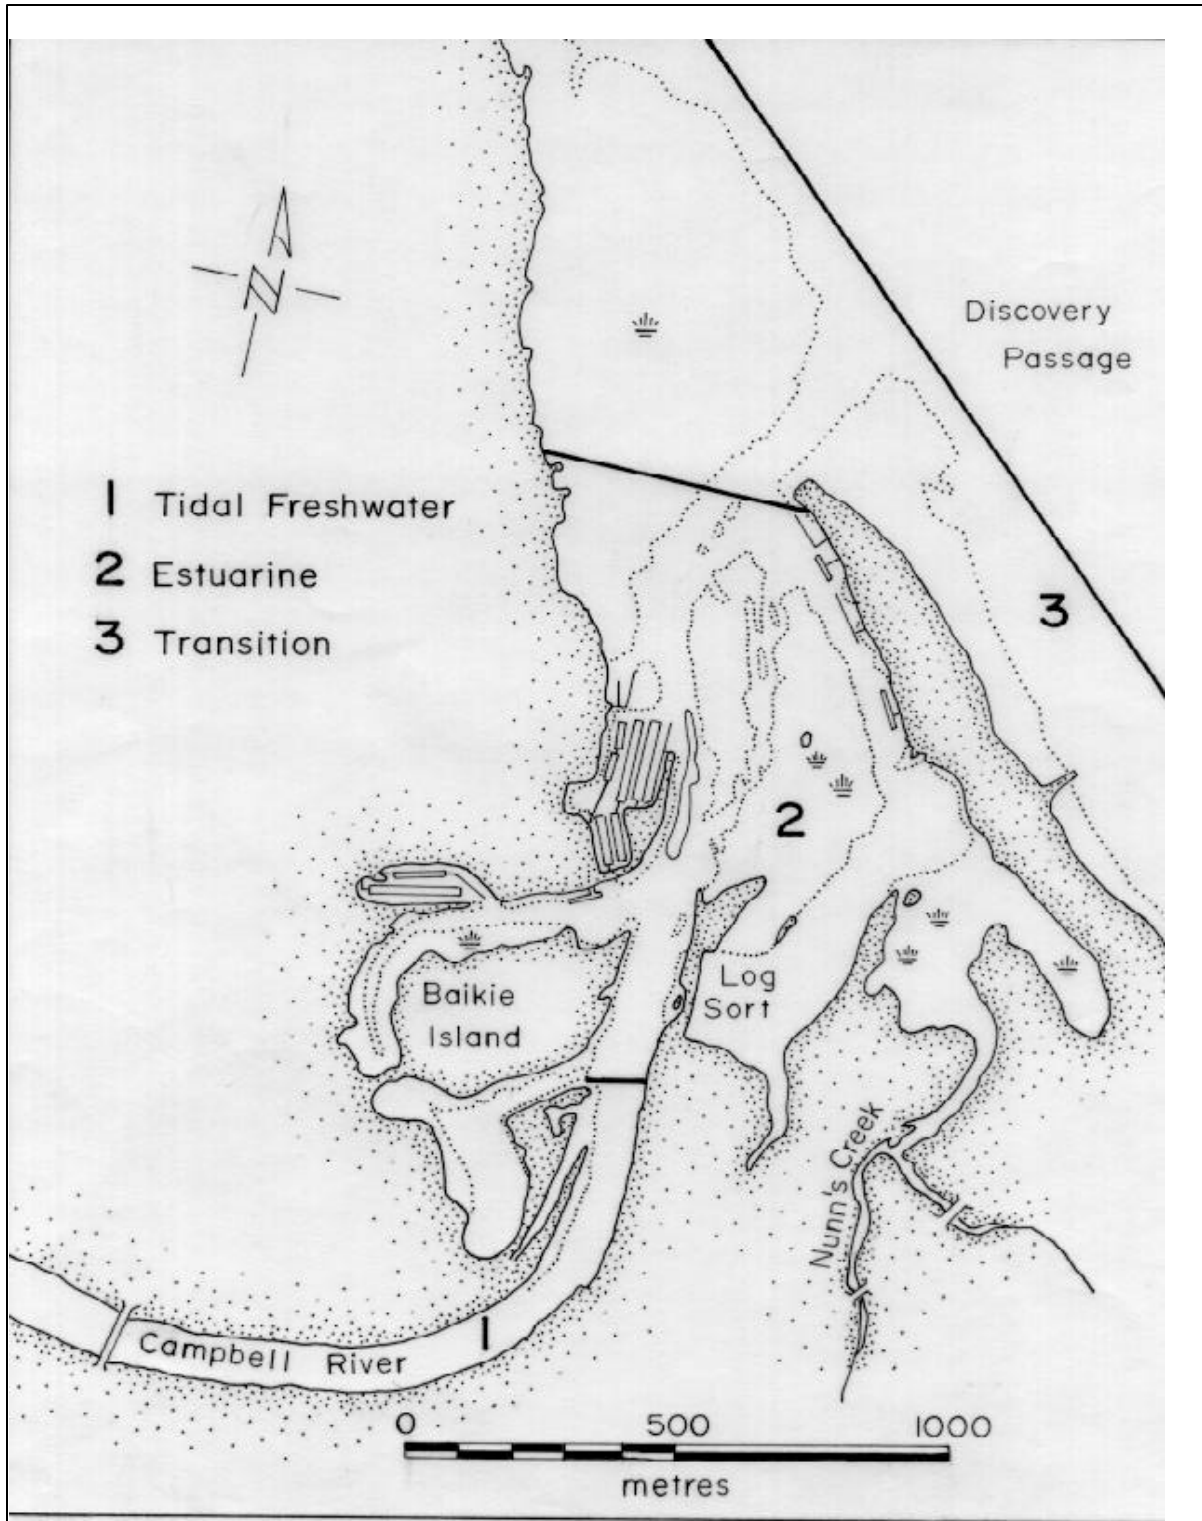 N
Discovery
Passage
1 Tidal Freshwater
2 Estuarine
3 Transition
3
2
Log
Sort
Baikie
Island
Nunn's Creek
1
Campbell River
0 500 1000
metres